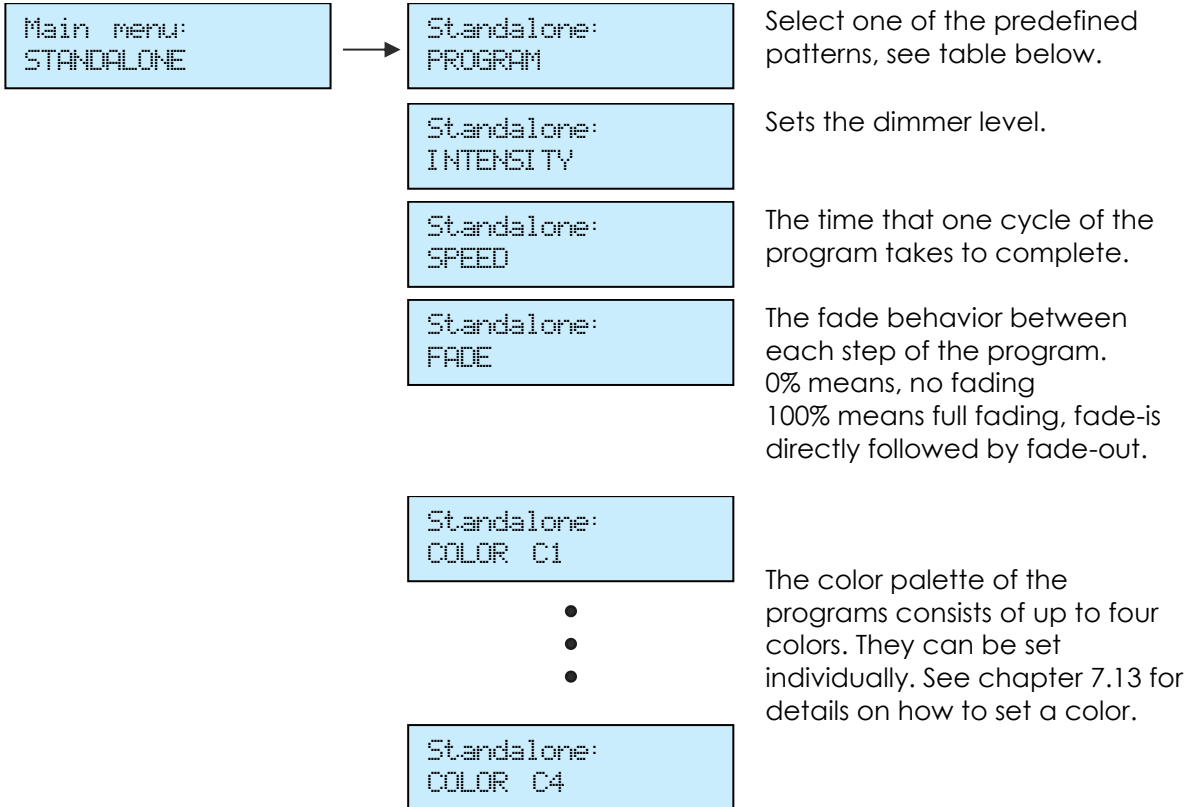 Main menu:
STANDALONE
Standalone:
PROGRAM
Select one of the predefined
patterns, see table below.
Standalone:
INTENSITY
Sets the dimmer level.
Standalone:
SPEED
The time that one cycle of the
program takes to complete.
Standalone:
FADE
The fade behavior between
each step of the program.
0% means, no fading
100% means full fading, fade-is
directly followed by fade-out.
Standalone:
COLOR C1
The color palette of the
programs consists of up to four
colors. They can be set
individually. See chapter 7.13 for
details on how to set a color.
Standalone:
COLOR C4